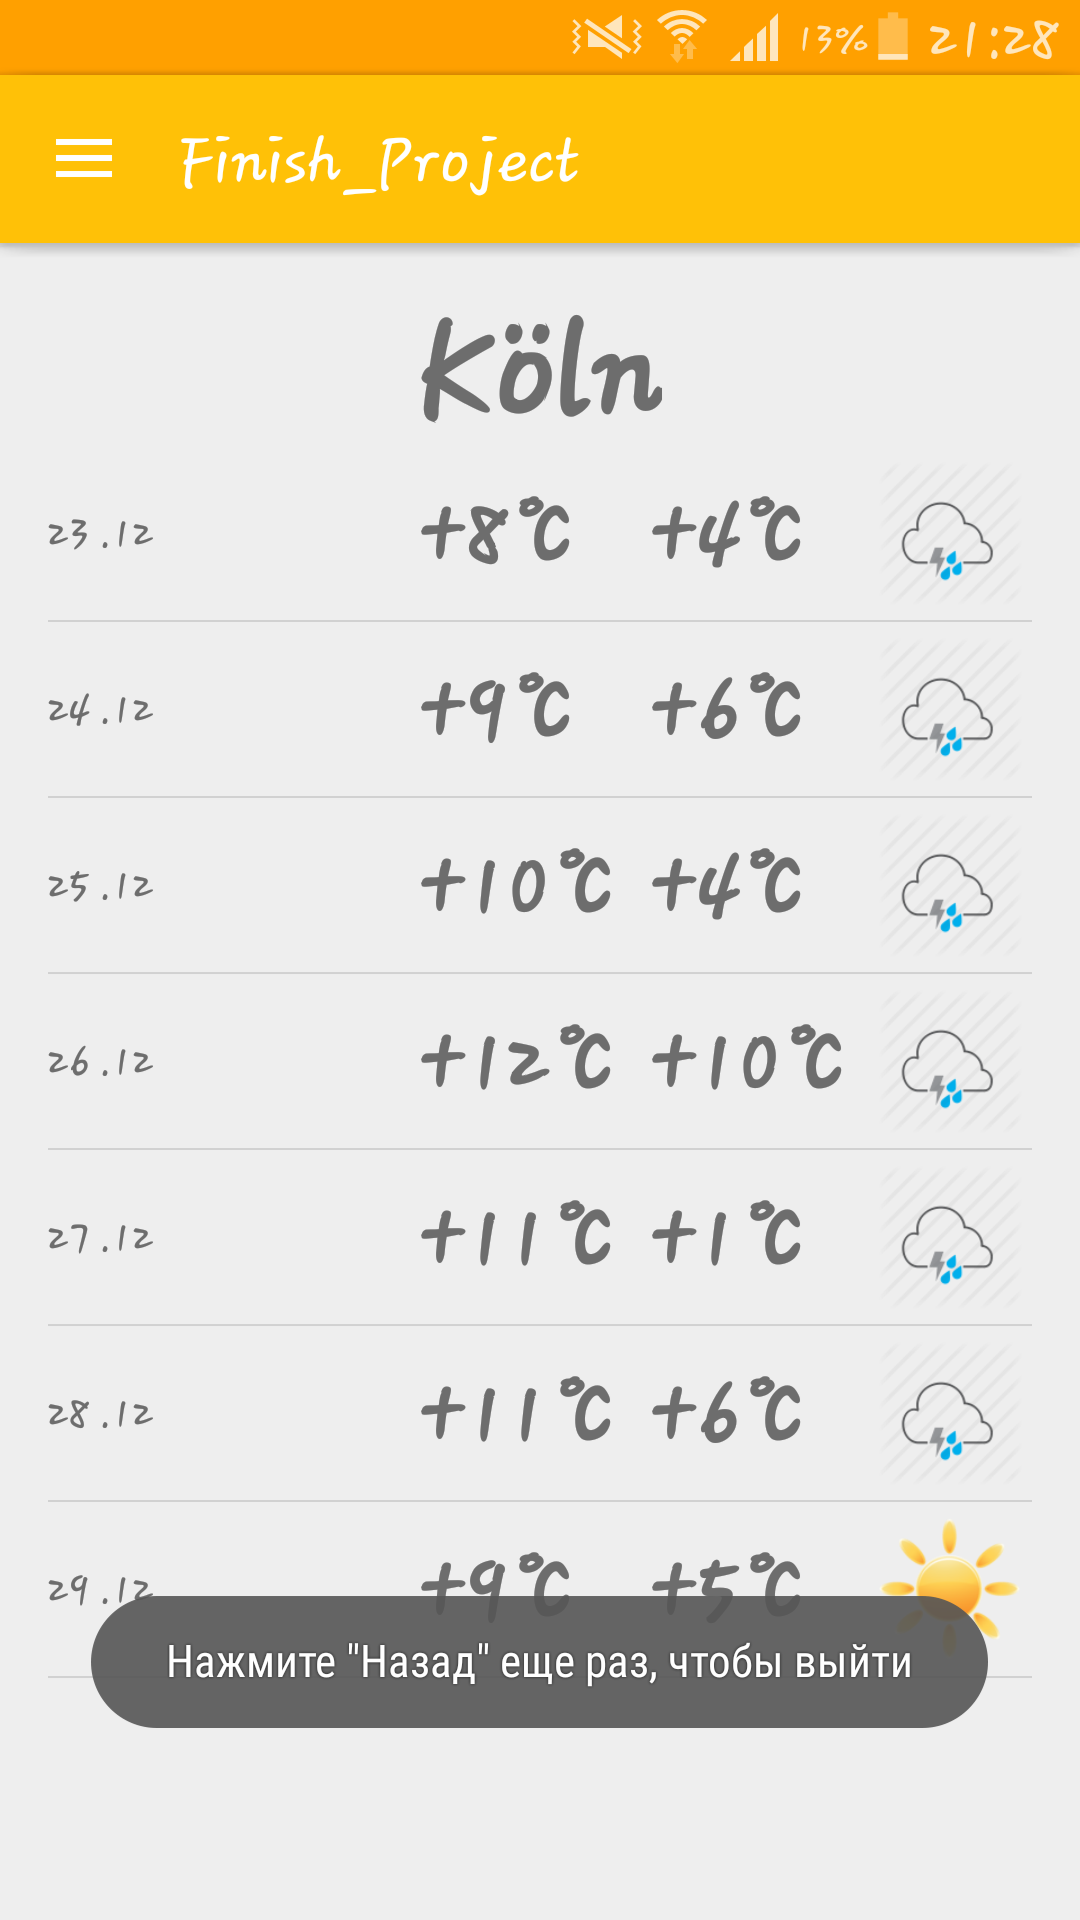 13% 21:28
Finish_Project
Köln
23.12 +8°C +4°C
24.12 +9°C +6°C
25.12 +10°C +4°C
26.12 +12°C +10°C
27.12 +11°C +1°C
28.12 +11°C +6°C
29.12 +9°C +5°C
Нажмите "Назад" еще раз, чтобы выйти